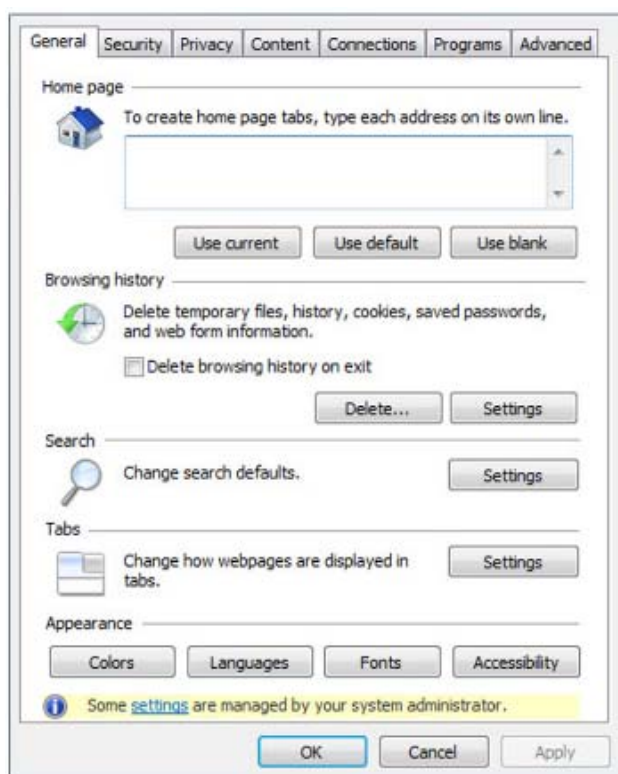 General Security Privacy Content Connections Programs Advanced
Home page
To create home page tabs, type each address on its own line.
Use current Use default Use blank
Browsing history
Delete temporary files, history, cookies, saved passwords,
and web form information.
Delete browsing history on exit
Delete... Settings
Search
Change search defaults. Settings
Tabs
Change how webpages are displayed in
tabs.
Settings
Appearance
Colors Languages Fonts Accessibility
Some settings are managed by your system administrator.
OK Cancel Apply